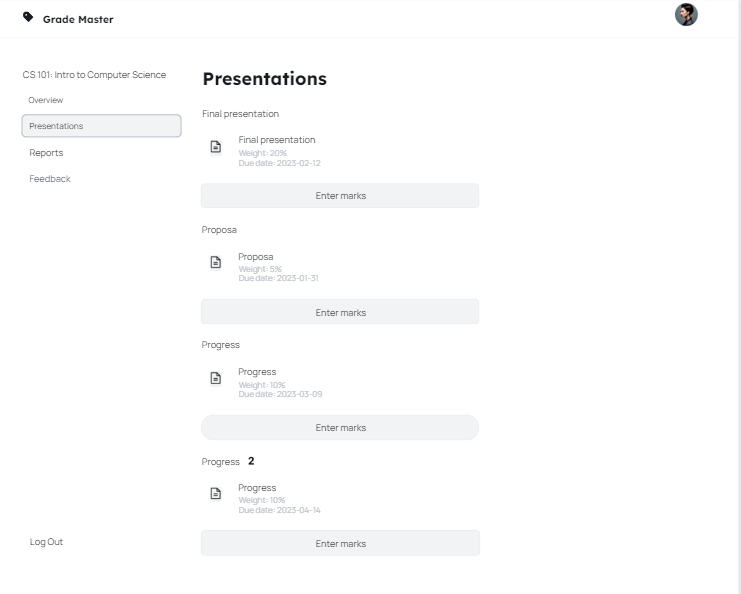 Grade Master
CS 101: Intro to Computer Science
Overview
Presentations
Reports
Feedback
Log Out
Presentations
Final presentation
Final presentation
Weight: 20%
Due date: 2023-02-12
Enter marks
Proposa
Proposa
Weight: 5%
Due date: 2023-01-31
Enter marks
Progress
Progress
Weight: 10%
Due date: 2023-03-09
Enter marks
Progress 2
Progress
Weight: 10%
Due date: 2023-04-14
Enter marks